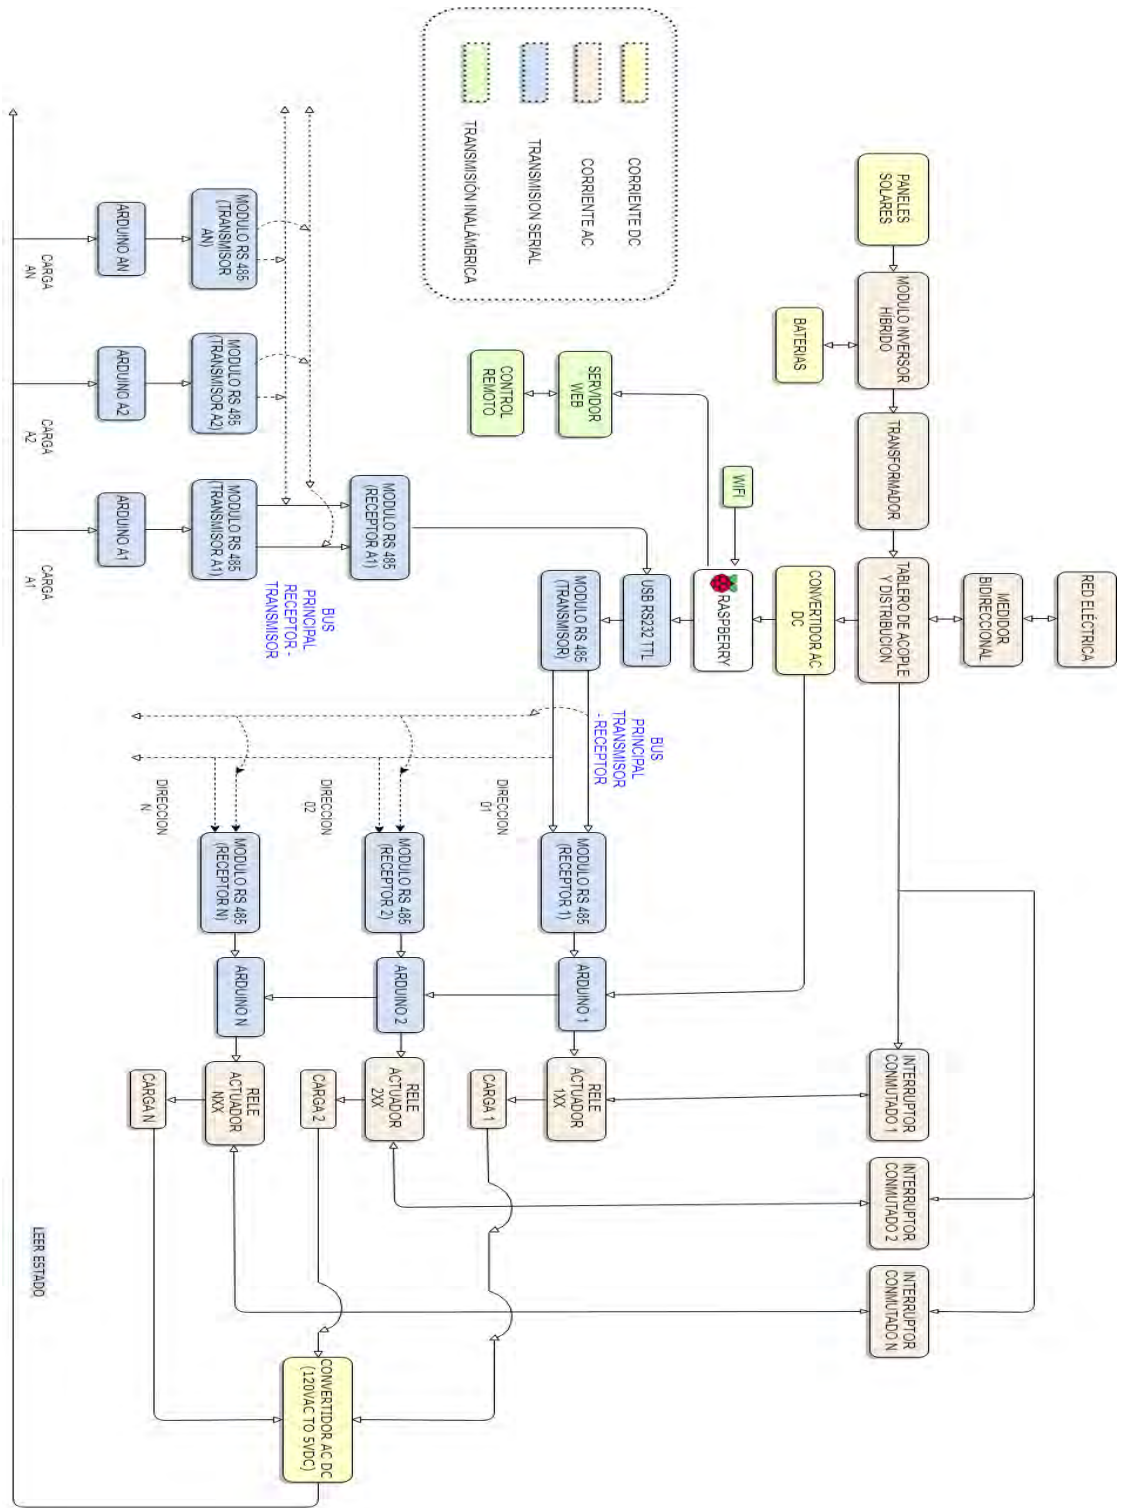 PANELES
SOLARES
MÓDULO INVERSOR
HÍBRIDO
BATERIAS
TRANSFORMADOR
TABLERO DE ACOPLE
Y DISTRIBUCION
MEDIDOR
BIDIRECCIONAL
RED ELÉCTRICA
CORRIENTE DC
CORRIENTE AC
TRANSMISION SERIAL
TRANSMISIÓN INALÁMBRICA
CONVERTIDOR AC
DC
WIFI
RASPBERRY
SERVIDOR
WEB
CONTROL
REMOTO
USB RS232 TTL
MODULO RS 485
(TRANSMISOR)
MODULO RS 485
(RECEPTOR A1)
MODULO RS 485
(TRANSMISOR
AN)
MODULO RS 485
(TRANSMISOR A2)
MODULO RS 485
(TRANSMISOR A1)
BUS
PRINCIPAL
RECEPTOR -
TRANSMISOR
ARDUINO AN
ARDUINO A2
ARDUINO A1
CARGA
AN
CARGA
A2
CARGA
A1
BUS
PRINCIPAL
TRANSMISOR
- RECEPTOR
DIRECCION
01
DIRECCION
02
DIRECCION
N
MODULO RS 485
(RECEPTOR 1)
MODULO RS 485
(RECEPTOR 2)
MODULO RS 485
(RECEPTOR N)
ARDUINO 1
ARDUINO 2
ARDUINO N
RELE
ACTUADOR
1XX
RELE
ACTUADOR
2XX
RELE
ACTUADOR
NXX
CARGA 1
CARGA 2
CARGA N
INTERRUPTOR
CONMUTADO 1
INTERRUPTOR
CONMUTADO 2
INTERRUPTOR
CONMUTADO N
CONVERTIDOR AC DC
(120VAC TO 5VDC)
LEER ESTADO